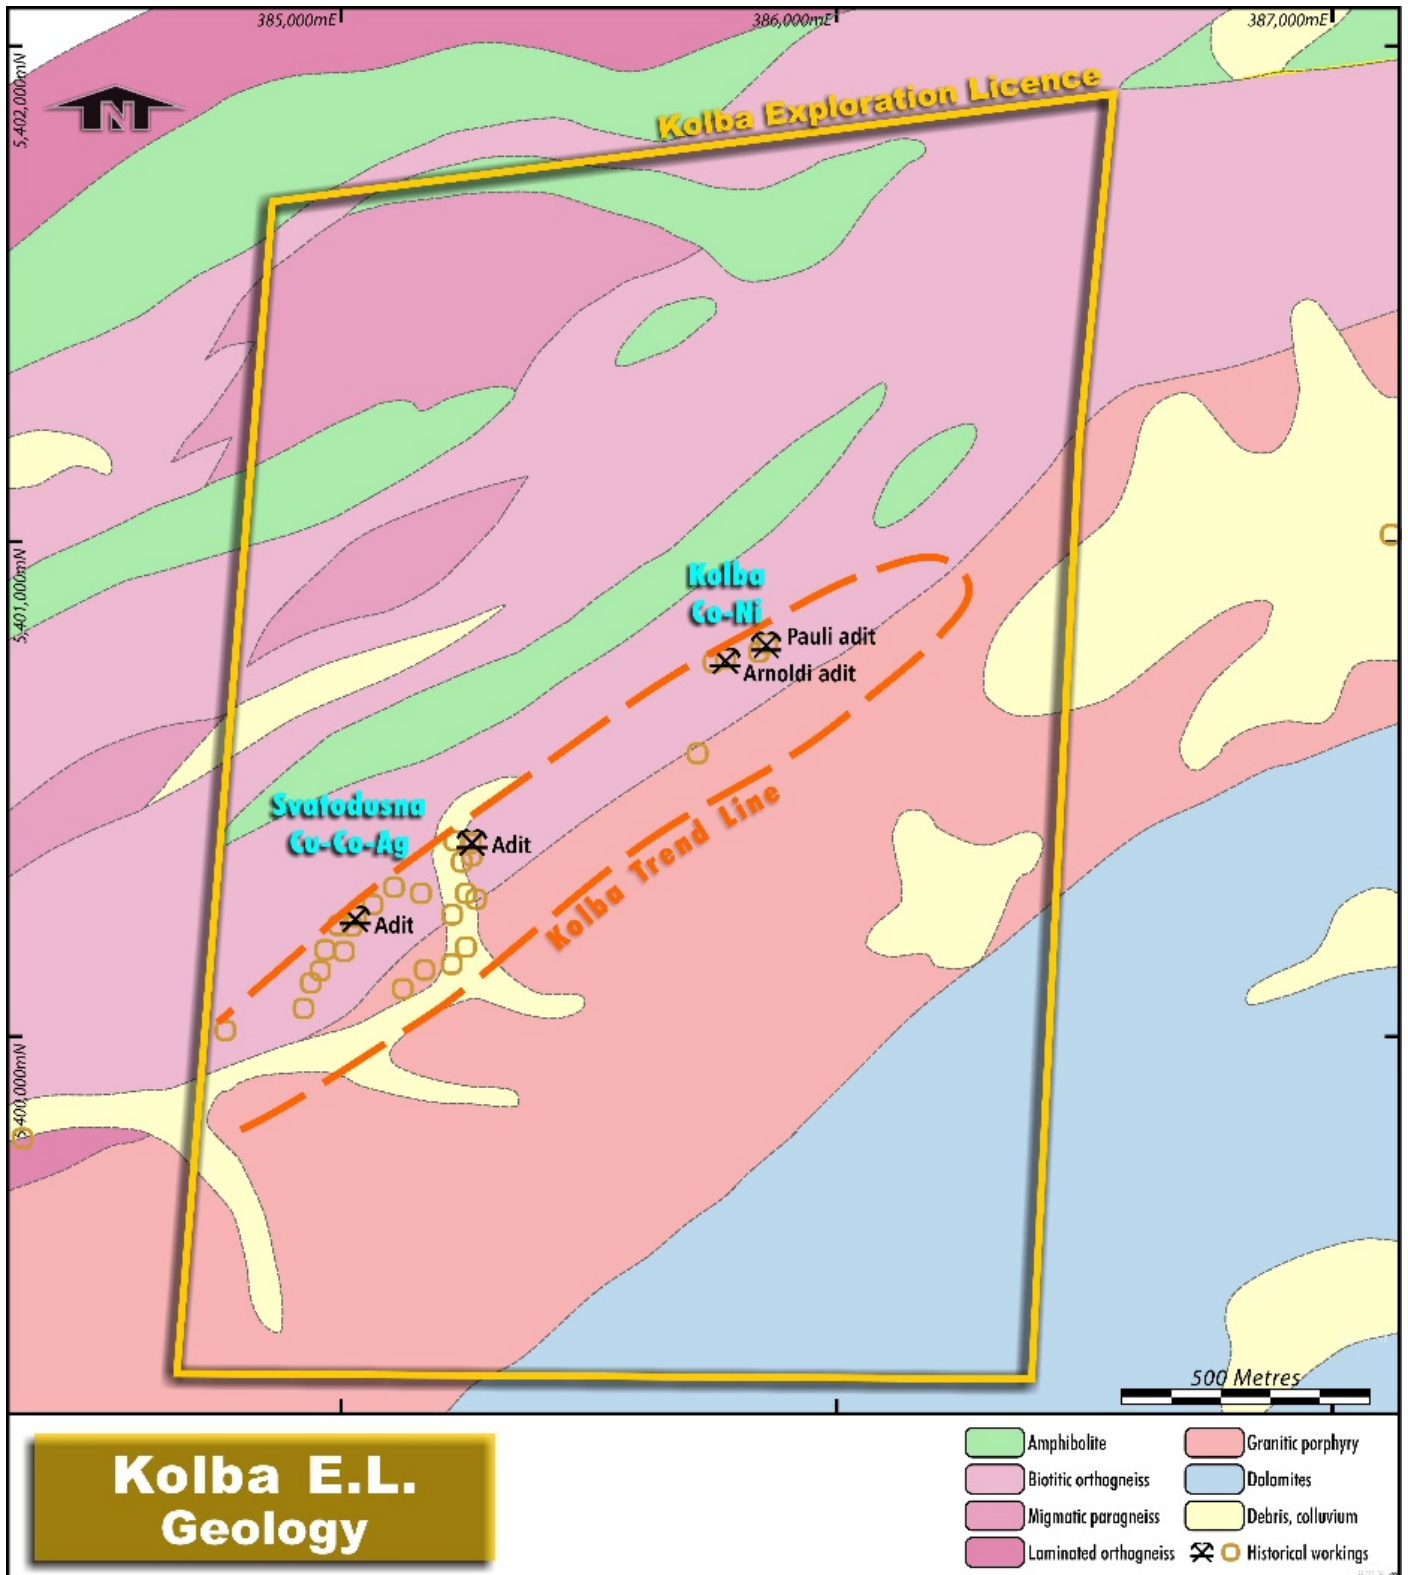 385,000mE
386,000mE
387,000mE
5,402,000mN
N
Kolba Exploration Licence
5,401,000mN
Kolba
Co-Ni
Pauli adit
Arnoldi adit
Svatodusna
Cu-Co-Ag
Adit
Adit
Kolba Trend Line
5,400,000mN
500 Metres
Kolba E.L.
Geology
Amphibolite
Granitic porphyry
Biotitic orthogneiss
Dolomites
Migmatic paragneiss
Debris, colluvium
Laminated orthogneiss
Historical workings